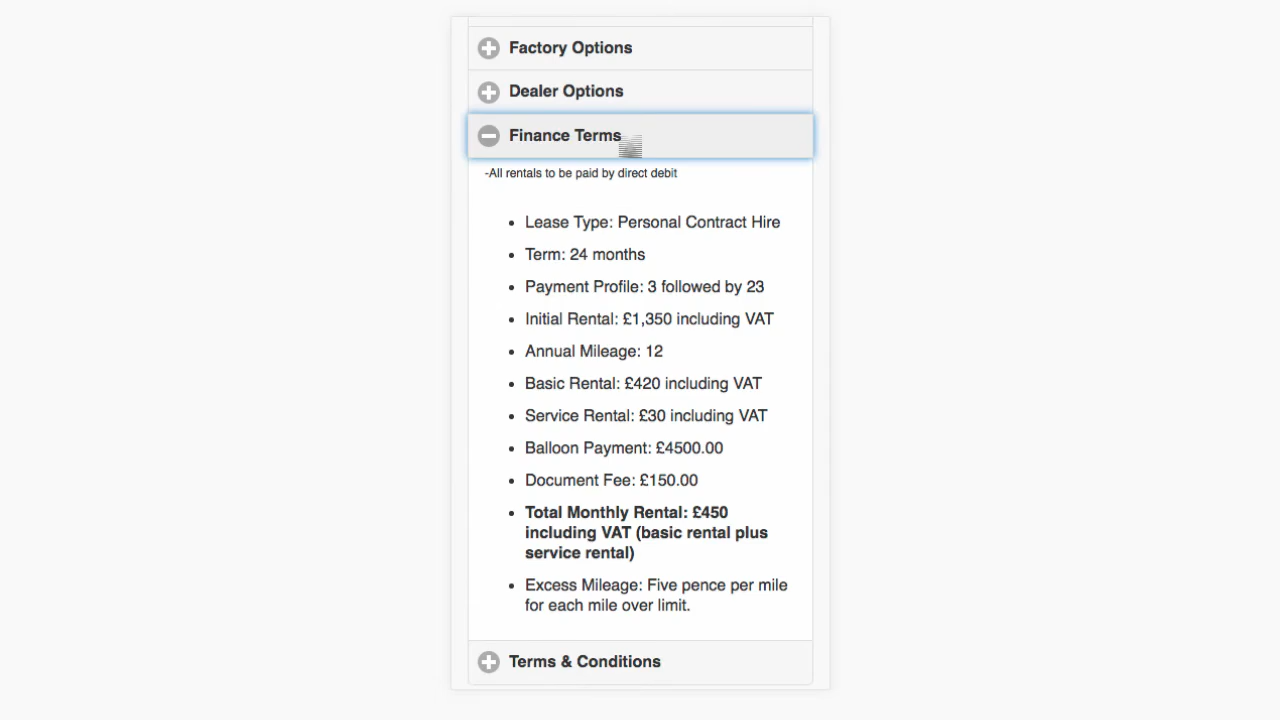 Factory Options
Dealer Options
Finance Terms
-All rentals to be paid by direct debit
• Lease Type: Personal Contract Hire
• Term: 24 months
• Payment Profile: 3 followed by 23
• Initial Rental: £1,350 including VAT
• Annual Mileage: 12
• Basic Rental: £420 including VAT
• Service Rental: £30 including VAT
• Balloon Payment: £4500.00
• Document Fee: £150.00
• Total Monthly Rental: £450
including VAT (basic rental plus
service rental)
• Excess Mileage: Five pence per mile
for each mile over limit.
Terms & Conditions